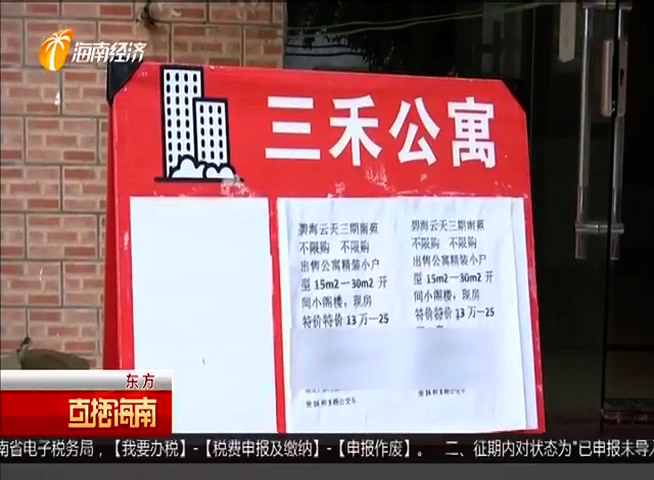 海南经济
三禾公寓
碧海云天三期南苑
不限购 不限购
出售公寓精装小户
型 15m2—30m2 开
间小阁楼,现房
特价特价 13 万—25
碧海云天三期南苑
不限购 不限购
出售公寓精装小户
型 15m2—30m2 开
间小阁楼,现房
特价特价 13 万—25
东方
直播海南
南省电子税务局,【我要办税】-【税费申报及缴纳】-【申报作废】。 二、征期内对状态为"已申报未导入